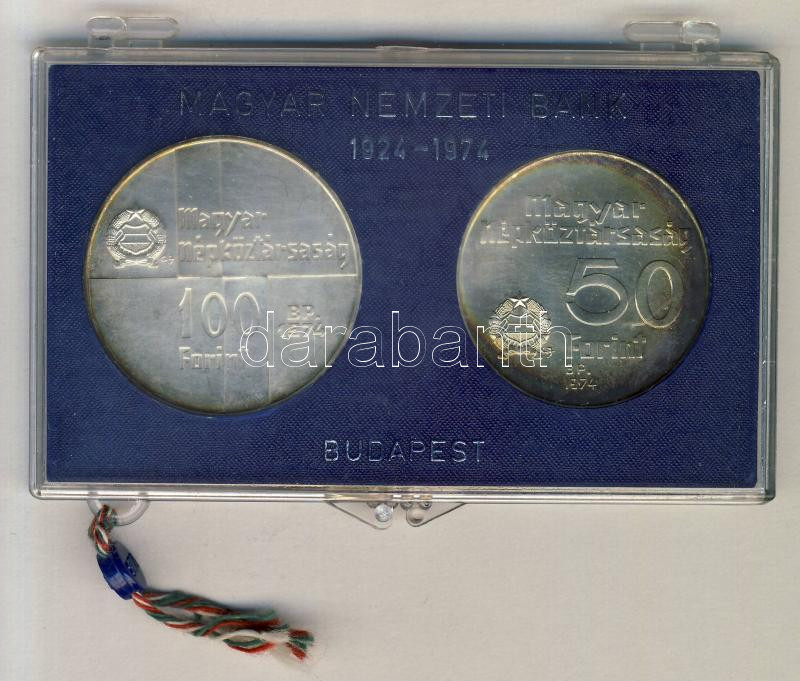 MAGYAR NEMZETI BANK
1924-1974
Magyar
népköztársaság
100
BP.
1974
Forint
Magyar
népköztársaság
50
Forint
BP.
1974
darabanth
BUDAPEST